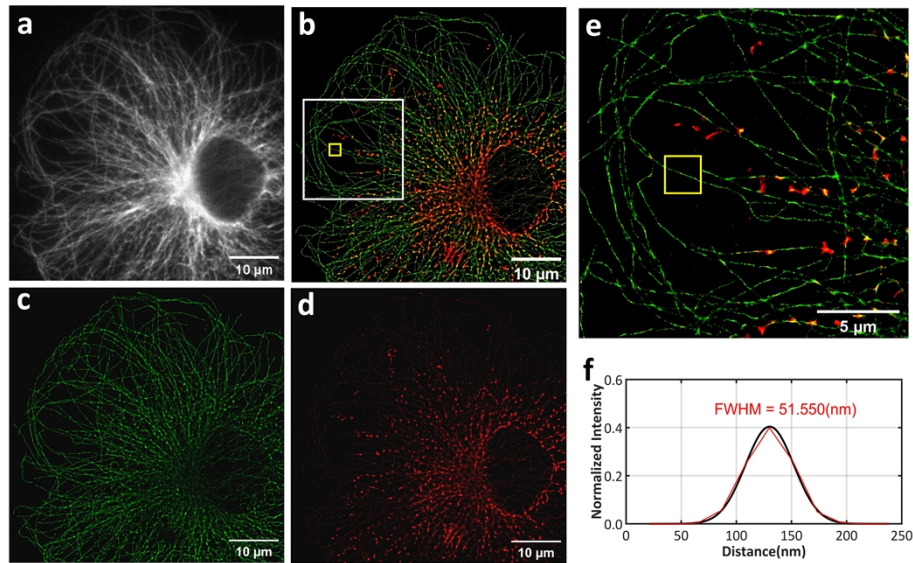 a
10 µm
b
10 µm
c
10 µm
d
10 µm
e
5 µm
f
FWHM = 51.550(nm)
Normalized Intensity
0.6
0.4
0.2
0
0 50 100 150 200 250
Distance(nm)